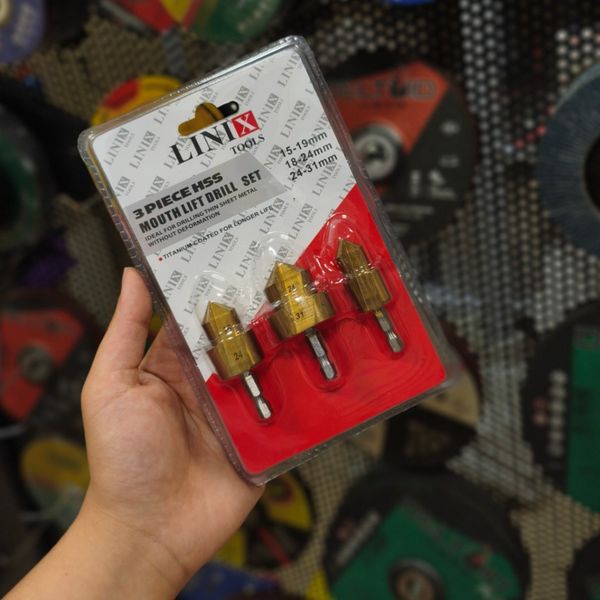 LINIX
TOOLS
15-19mm
18-24mm
24-31mm
3 PIECE HSS
MOUTH LIFT DRILL SET
IDEAL FOR DRILLING THIN SHEET METAL
WITHOUT DEFORMATION
• TITANIUM-COATED FOR LONGER LIFE
24
24
31